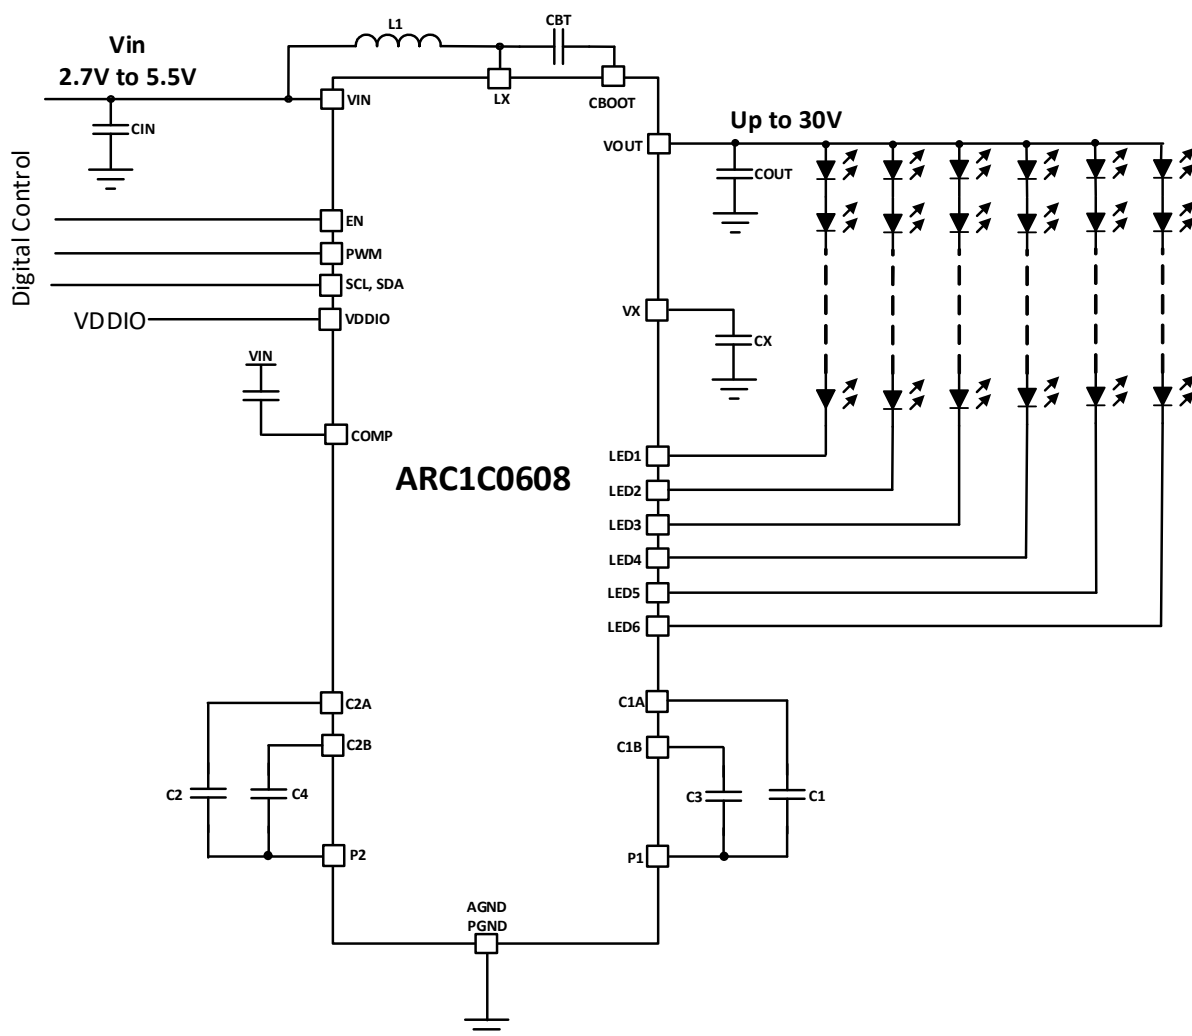 L1
CBT
Vin
2.7V to 5.5V
VIN
LX
CBOOT
CIN
VOUT
Up to 30V
COUT
Digital Control
EN
PWM
SCL, SDA
VDDIO
VDDIO
VX
CX
VIN
COMP
ARC1C0608
LED1
LED2
LED3
LED4
LED5
LED6
C2A
C1A
C2B
C1B
C2
C4
C3
C1
P2
P1
AGND
PGND